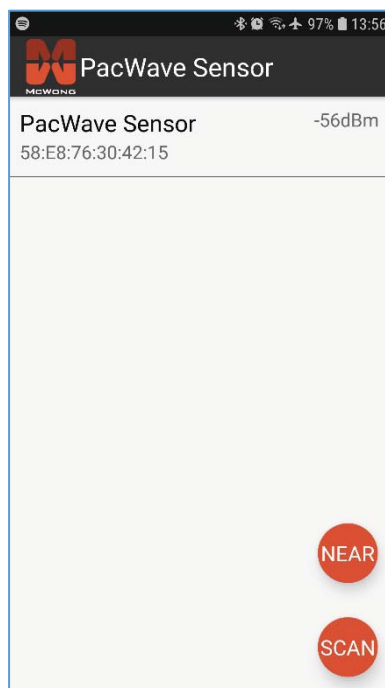 97% 13:56
McWONG
PacWave Sensor
PacWave Sensor
-56dBm
58:E8:76:30:42:15
NEAR
SCAN